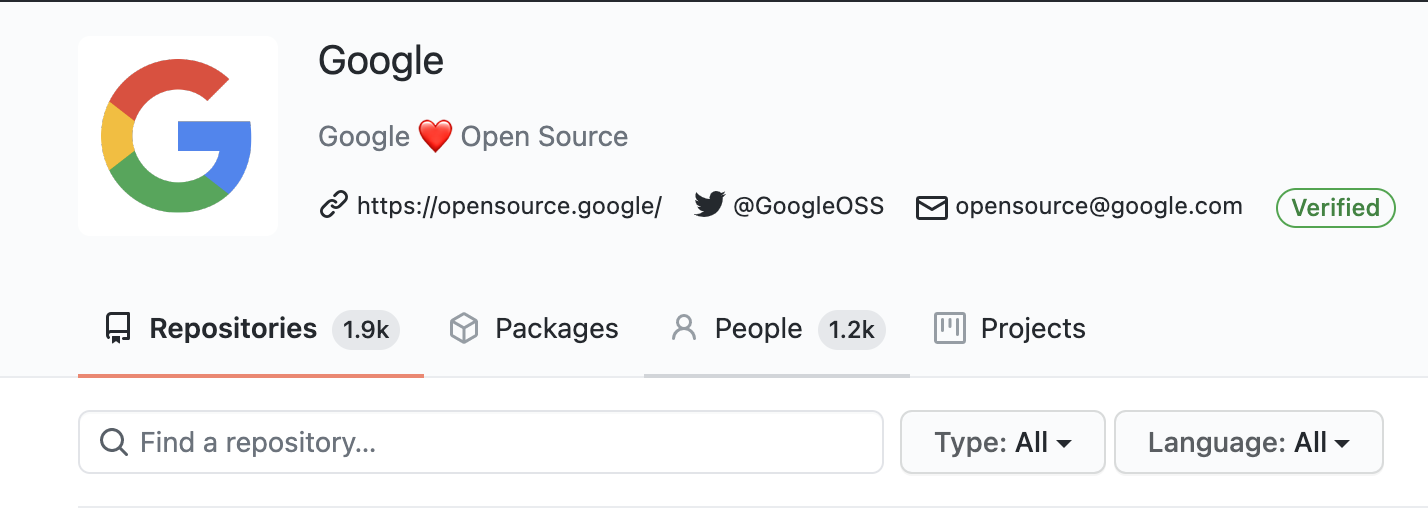 Google
Google ❤️ Open Source
https://opensource.google/ @GoogleOSS opensource@google.com Verified
Repositories 1.9k Packages People 1.2k Projects
Find a repository... Type: All Language: All